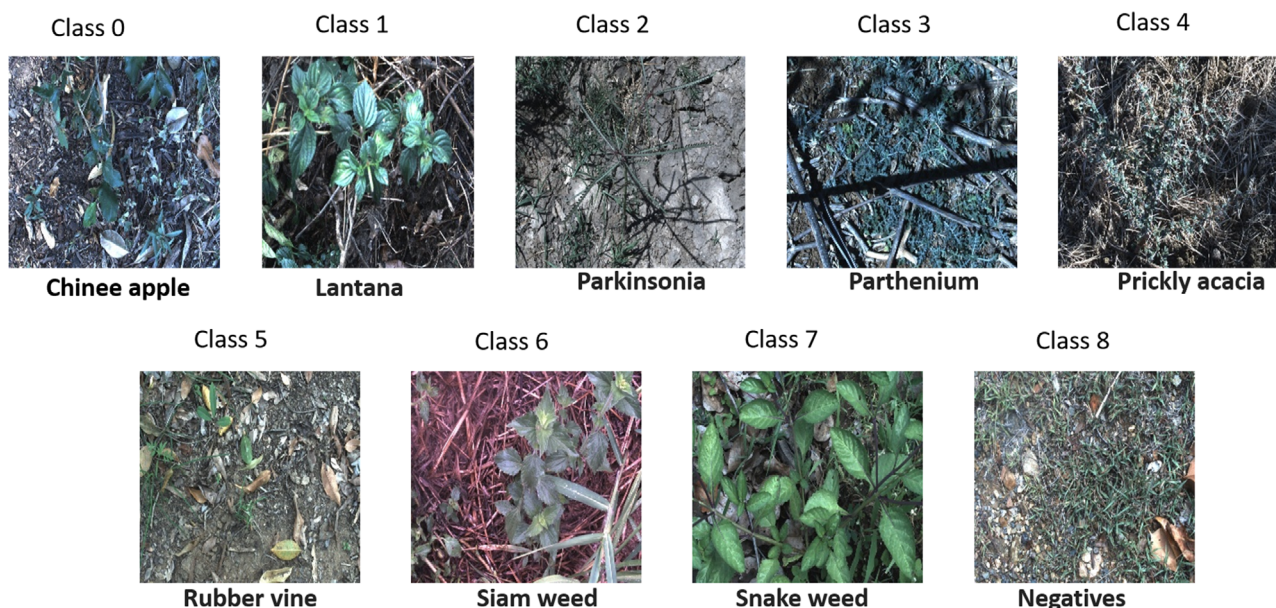 Class 0
Class 1
Class 2
Class 3
Class 4
Chinee apple
Lantana
Parkinsonia
Parthenium
Prickly acacia
Class 5
Class 6
Class 7
Class 8
Rubber vine
Siam weed
Snake weed
Negatives